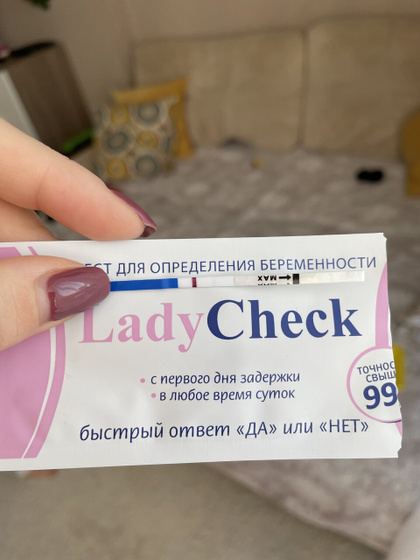 ЕСТ ДЛЯ ОПРЕДЕЛЕНИЯ БЕРЕМЕННОСТИ
MAX
LadyCheck
• с первого дня задержки
• в любое время суток
ТОЧНОС
СВЫШ
99
быстрый ответ «ДА» или «НЕТ»